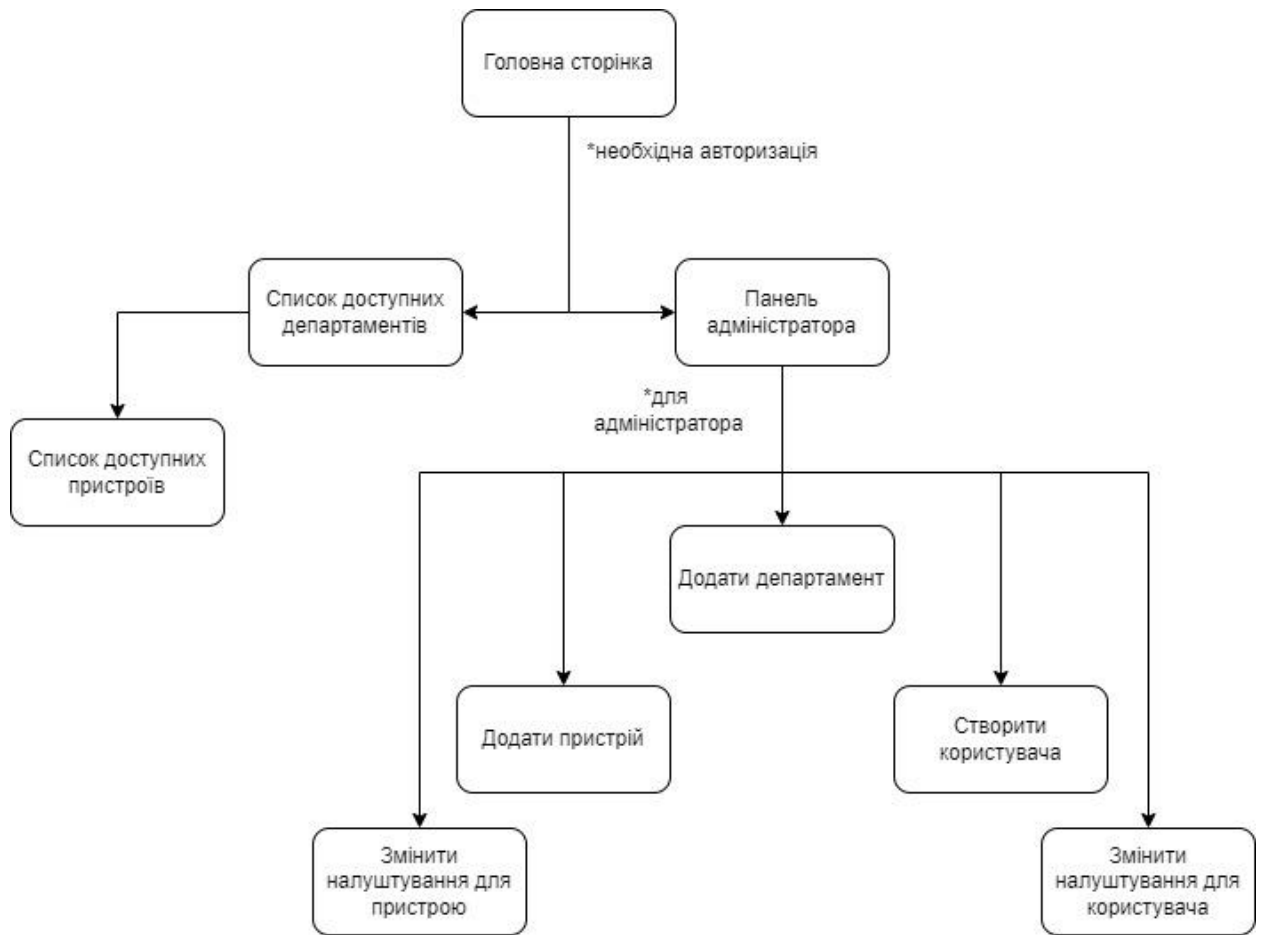 Головна сторінка
*необхідна авторизація
Список доступних
департаментів
Панель
адміністратора
*для
адміністратора
Список доступних
пристроїв
Додати департамент
Додати пристрій
Створити
користувача
Змінити
налуштування для
пристрою
Змінити
налуштування для
користувача